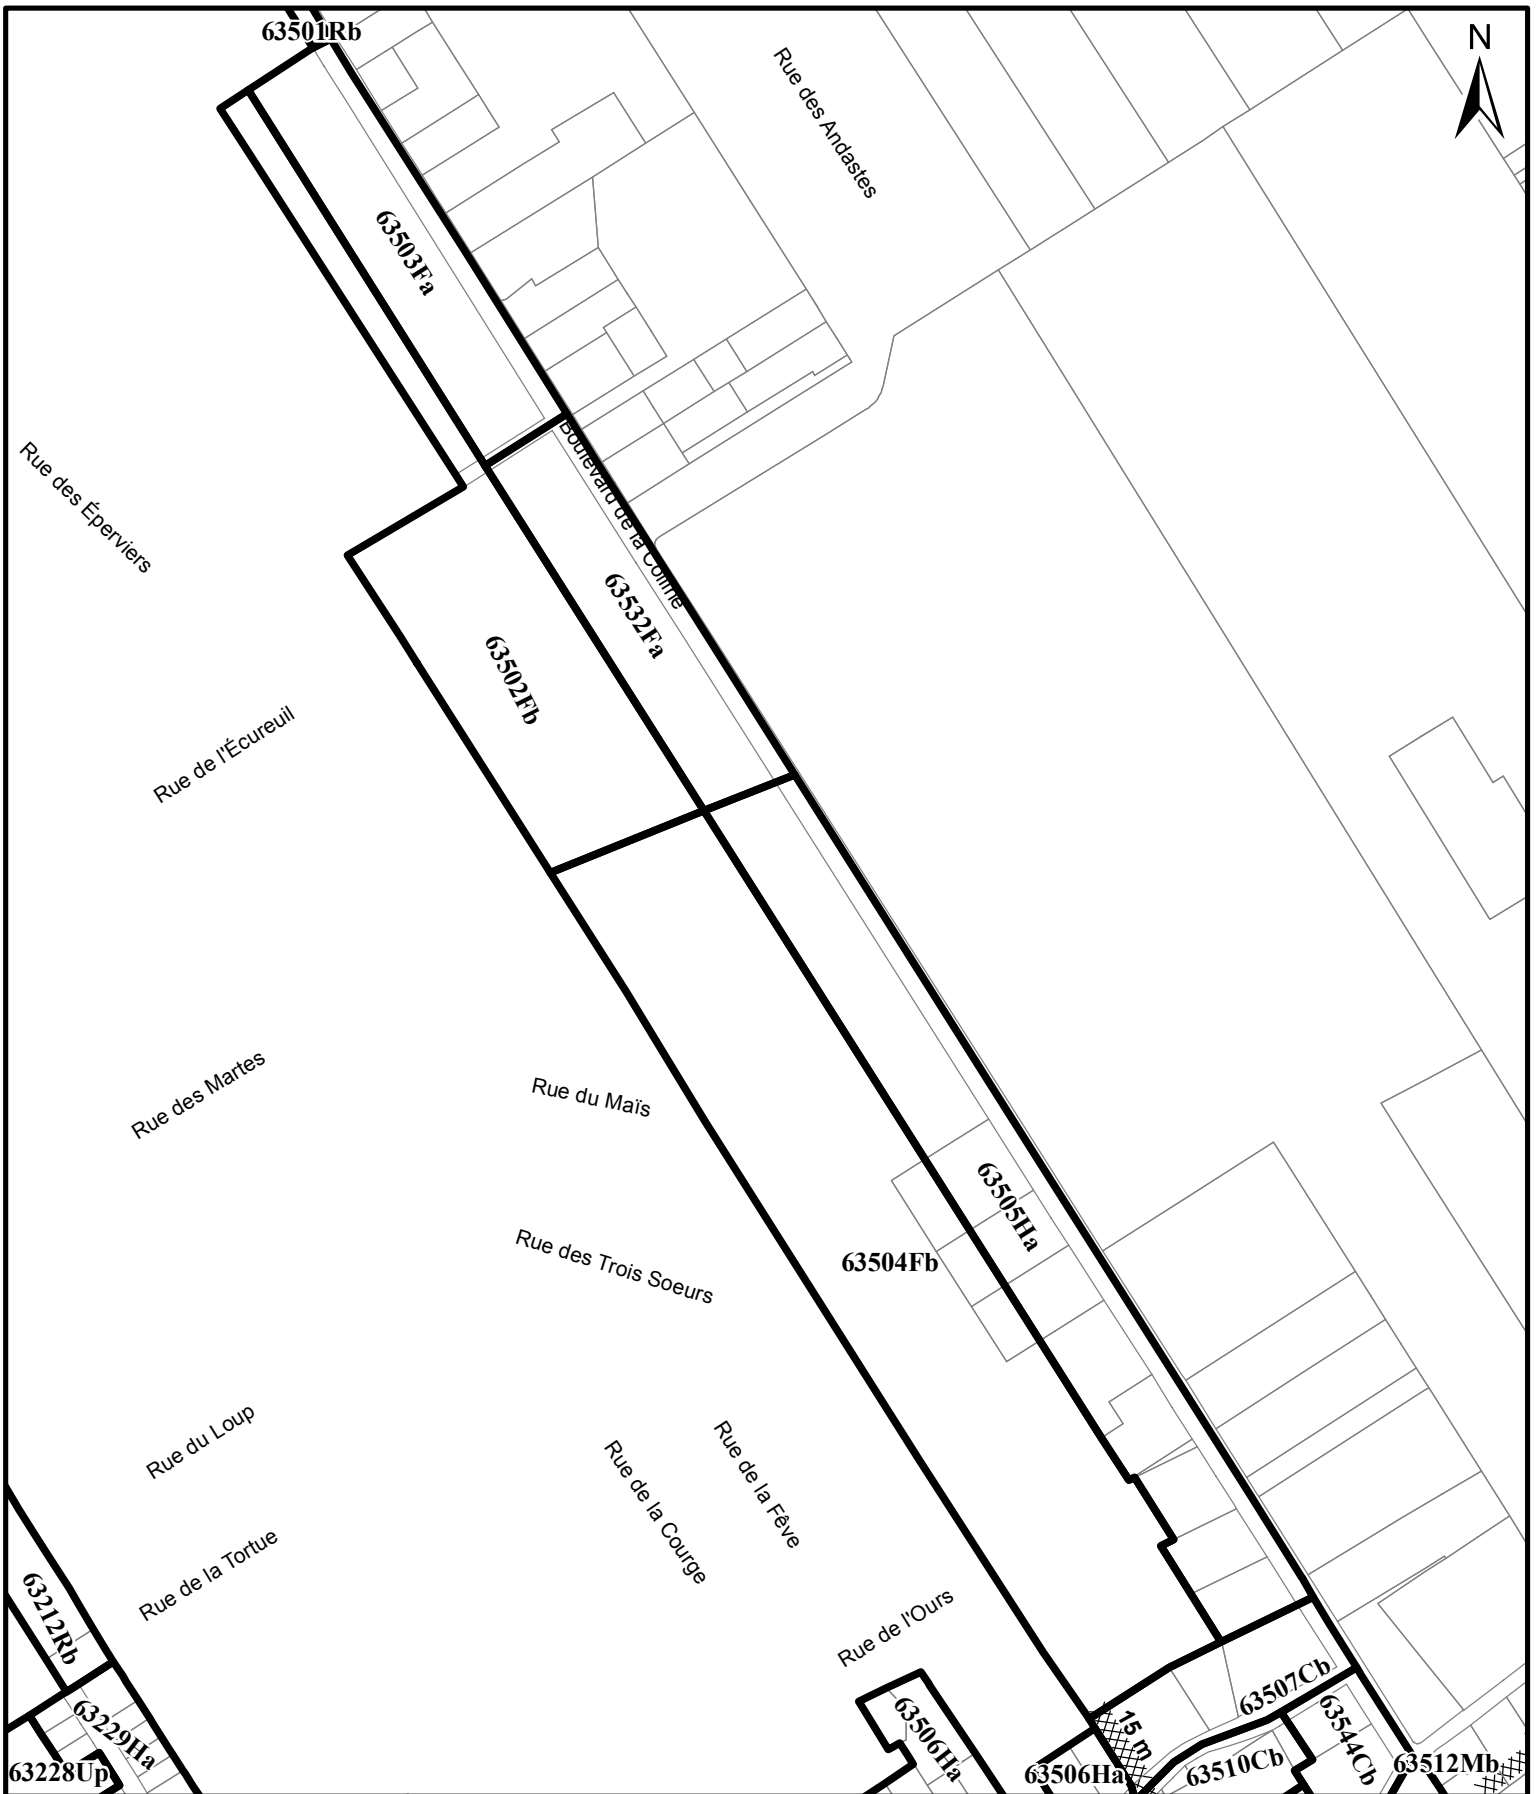 63501Rb
N
Rue des Andastes
63503Fa
Boulevard de la Colline
Rue des Éperviers
63532Fa
63502Fb
Rue de l'Écureuil
Rue des Martes
Rue du Maïs
63505Ha
Rue des Trois Soeurs
63504Fb
Rue du Loup
Rue de la Courge
Rue de la Fêve
Rue de la Tortue
63212Rb
Rue de l'Ours
63229Ha
63228Up
63506Ha
63507Cb
15 m
63506Ha
63510Cb
63544Cb
63512Mb